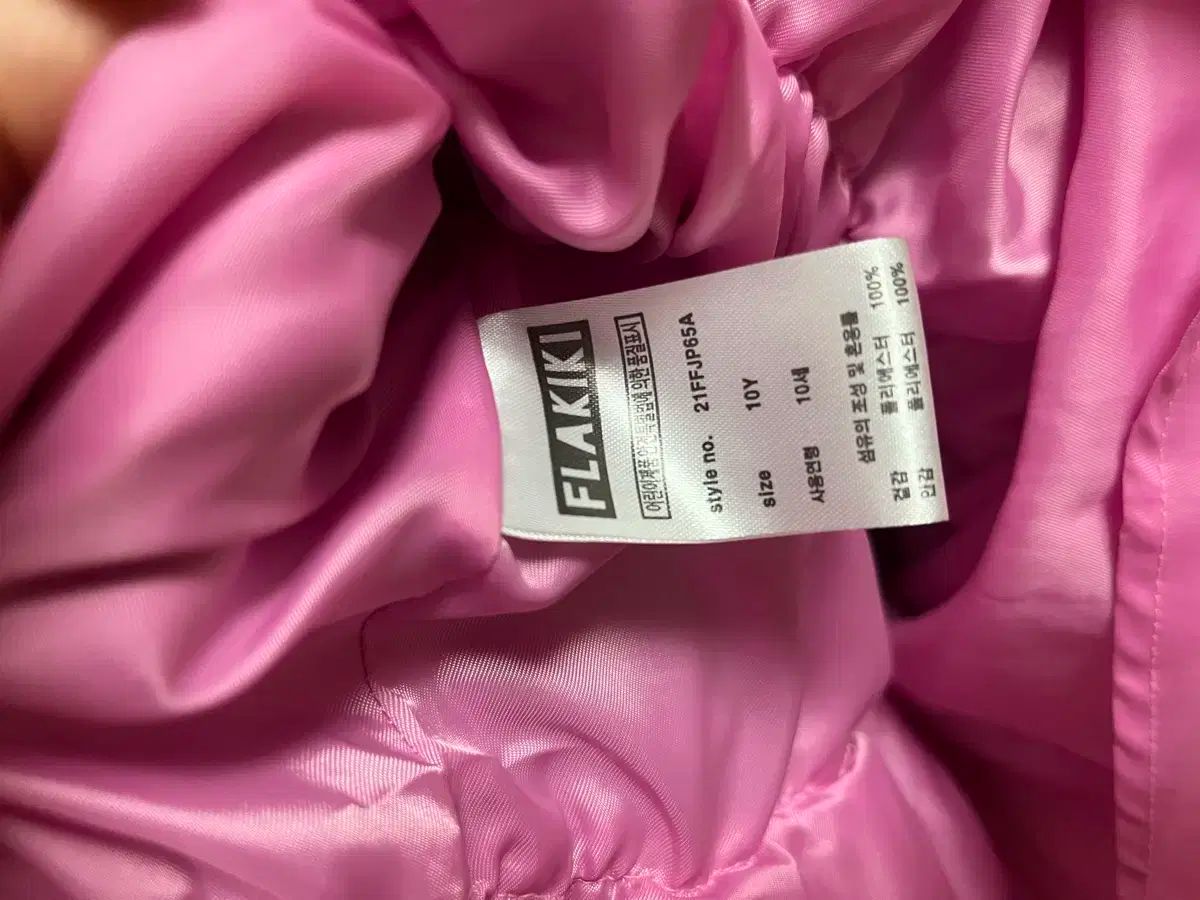 FLAKIKI
어린이제품 안전특별법에 의한 품질표시
style no. 21FFJP65A
size 10Y
사용연령 10세
섬유의 조성 및 혼용률
겉감 폴리에스터 100%
안감 폴리에스터 100%